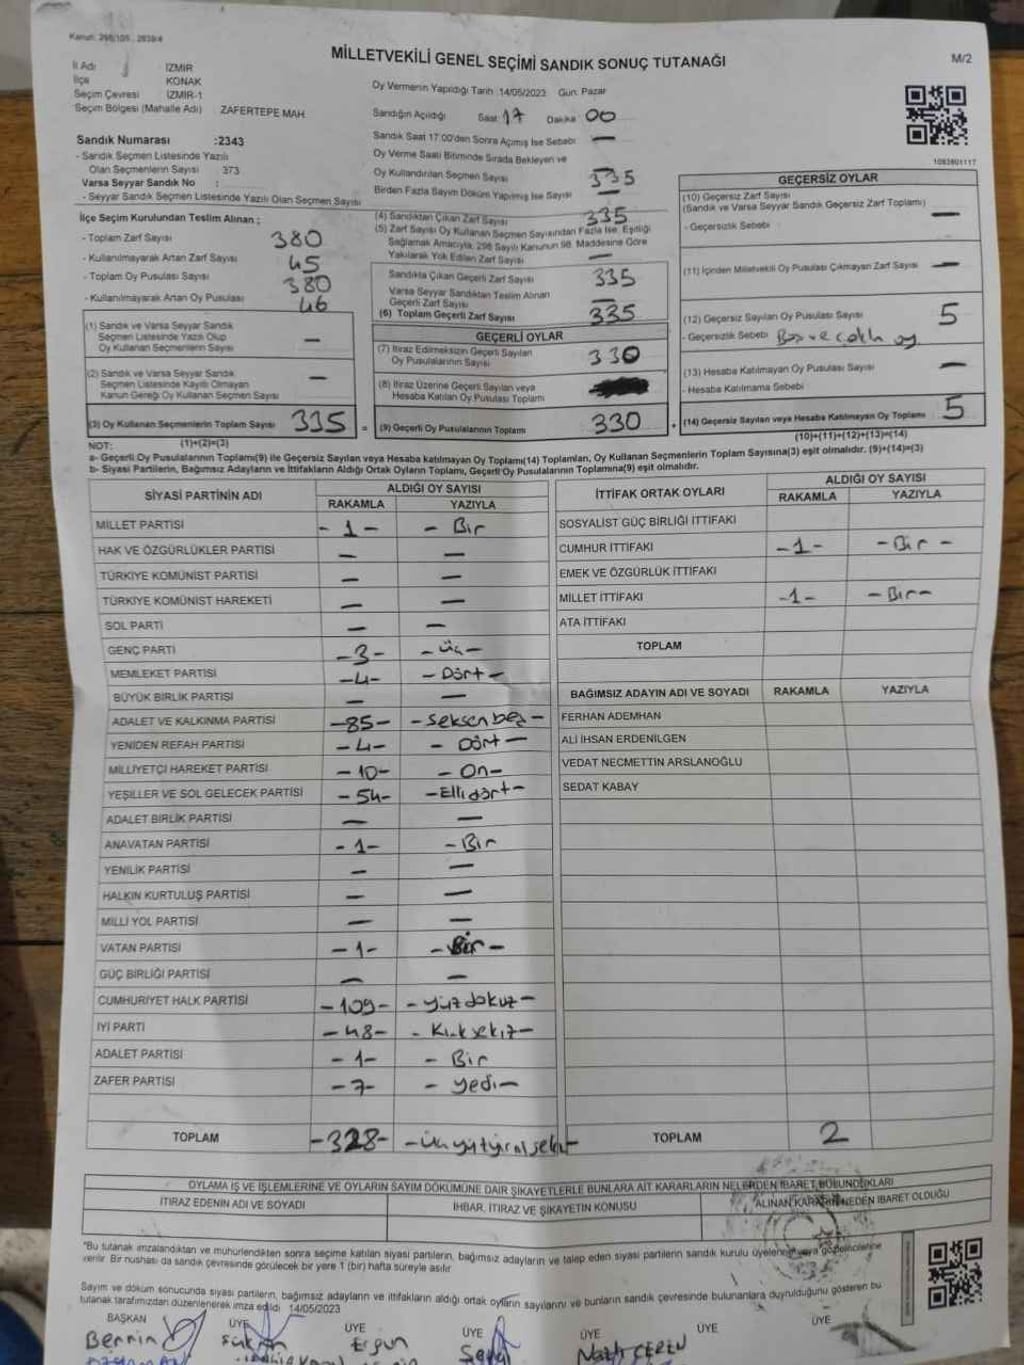 Kanun: 298/105 , 2839/4
MİLLETVEKİLİ GENEL SEÇİMİ SANDIK SONUÇ TUTANAĞI
M/2
İl Adı İZMİR
İlçe KONAK
Seçim Çevresi İZMİR-1
Seçim Bölgesi (Mahalle Adı) ZAFERTEPE MAH
Oy Vermenin Yapıldığı Tarih :14/05/2023 Gün: Pazar
Sandığın Açıldığı Saat: 17 Dakika 00
Sandık Saat 17:00'den Sonra Açılmış İse Sebebi —
Oy Verme Saati Bitiminde Sırada Bekleyen ve
Oy Kullandırılan Seçmen Sayısı 335
Birden Fazla Sayım Döküm Yapılmış İse Sayısı —
1093801117
Sandık Numarası :2343
- Sandık Seçmen Listesinde Yazılı
Olan Seçmenlerin Sayısı 373
Varsa Seyyar Sandık No :
- Seyyar Sandık Seçmen Listesinde Yazılı Olan Seçmen Sayısı
İlçe Seçim Kurulundan Teslim Alınan ;
- Toplam Zarf Sayısı 380
- Kullanılmayarak Artan Zarf Sayısı 45
- Toplam Oy Pusulası Sayısı 380
- Kullanılmayarak Artan Oy Pusulası 46
(1) Sandık ve Varsa Seyyar Sandık
Seçmen Listesinde Yazılı Olup
Oy Kullanan Seçmenlerin Sayısı —
(2) Sandık ve Varsa Seyyar Sandık
Seçmen Listesinde Kayıtlı Olmayan
Kanun Gereği Oy Kullanan Seçmen Sayısı —
(3) Oy Kullanan Seçmenlerin Toplam Sayısı 335 =
(1)+(2)=(3)
(4) Sandıktan Çıkan Zarf Sayısı 335
(5) Zarf Sayısı Oy Kullanan Seçmen Sayısından Fazla İse, Eşitliği
Sağlamak Amacıyla, 298 Sayılı Kanunun 98. Maddesine Göre
Yakılarak Yok Edilen Zarf Sayısı —
Sandıkta Çıkan Geçerli Zarf Sayısı 335
Varsa Seyyar Sandıktan Teslim Alınan
Geçerli Zarf Sayısı —
(6) Toplam Geçerli Zarf Sayısı 335
GEÇERLİ OYLAR
(7) İtiraz Edilmeksizin Geçerli Sayılan
Oy Pusulalarının Sayısı 330
(8) İtiraz Üzerine Geçerli Sayılan veya
Hesaba Katılan Oy Pusulası Toplamı
(9) Geçerli Oy Pusulalarının Toplamı 330 +
GEÇERSİZ OYLAR
(10) Geçersiz Zarf Sayısı
(Sandık ve Varsa Seyyar Sandık Geçersiz Zarf Toplamı) —
- Geçersizlik Sebebi
(11) İçinden Milletvekili Oy Pusulası Çıkmayan Zarf Sayısı —
(12) Geçersiz Sayılan Oy Pusulası Sayısı 5
- Geçersizlik Sebebi Boş ve çoklu oy
(13) Hesaba Katılmayan Oy Pusulası Sayısı —
- Hesaba Katılmama Sebebi
(14) Geçersiz Sayılan veya Hesaba Katılmayan Oy Toplamı 5
(10)+(11)+(12)+(13)=(14)
NOT:
a- Geçerli Oy Pusulalarının Toplamı(9) ile Geçersiz Sayılan veya Hesaba katılmayan Oy Toplamı(14) Toplamları, Oy Kullanan Seçmenlerin Toplam Sayısına(3) eşit olmalıdır. (9)+(14)=(3)
b- Siyasi Partilerin, Bağımsız Adayların ve İttifakların Aldığı Ortak Oyların Toplamı, Geçerli Oy Pusulalarının Toplamına(9) eşit olmalıdır.
SİYASİ PARTİNİN ADI
ALDIĞI OY SAYISI
RAKAMLA YAZIYLA
MİLLET PARTİSİ - 1 - - Bir
HAK VE ÖZGÜRLÜKLER PARTİSİ — —
TÜRKİYE KOMÜNİST PARTİSİ — —
TÜRKİYE KOMÜNİST HAREKETİ — —
SOL PARTİ — —
GENÇ PARTİ -3- - Üç -
MEMLEKET PARTİSİ -4- - Dört -
BÜYÜK BİRLİK PARTİSİ — —
ADALET VE KALKINMA PARTİSİ -85- - seksenbeş -
YENİDEN REFAH PARTİSİ -4- - Dört -
MİLLİYETÇİ HAREKET PARTİSİ -10- - On -
YEŞİLLER VE SOL GELECEK PARTİSİ -54- - Ellidört -
ADALET BİRLİK PARTİSİ — —
ANAVATAN PARTİSİ -1- - Bir
YENİLİK PARTİSİ — —
HALKIN KURTULUŞ PARTİSİ — —
MİLLİ YOL PARTİSİ — —
VATAN PARTİSİ -1- - Bir -
GÜÇ BİRLİĞİ PARTİSİ — —
CUMHURİYET HALK PARTİSİ -109- - yüzdokuz -
İYİ PARTİ -48- - Kırksekiz -
ADALET PARTİSİ -1- - Bir
ZAFER PARTİSİ -7- - yedi -
TOPLAM -328-
İTTİFAK ORTAK OYLARI
ALDIĞI OY SAYISI
RAKAMLA YAZIYLA
SOSYALİST GÜÇ BİRLİĞİ İTTİFAKI
CUMHUR İTTİFAKI -1- - Bir -
EMEK VE ÖZGÜRLÜK İTTİFAKI
MİLLET İTTİFAKI -1- - Bir -
ATA İTTİFAKI
TOPLAM
BAĞIMSIZ ADAYIN ADI VE SOYADI RAKAMLA YAZIYLA
FERHAN ADEMHAN
ALİ İHSAN ERDENİLGEN
VEDAT NECMETTİN ARSLANOĞLU
SEDAT KABAY
TOPLAM 2
OYLAMA İŞ VE İŞLEMLERİNE VE OYLARIN SAYIM DÖKÜMÜNE DAİR ŞİKAYETLERLE BUNLARA AİT KARARLARIN NELERDEN İBARET BULUNDUKLARI
İTİRAZ EDENİN ADI VE SOYADI İHBAR, İTİRAZ VE ŞİKAYETİN KONUSU ALINAN KARARIN NEDEN İBARET OLDUĞU
"Bu tutanak imzalandıktan ve mühürlendikten sonra seçime katılan siyasi partilerin, bağımsız adayların ve talep eden siyasi partilerin sandık kurulu üyelerine veya gözlemcilerine
verilir. Bir nüshası da sandık çevresinde görülecek bir yere 1 (bir) hafta süreyle asılır
Sayım ve döküm sonucunda siyasi partilerin, bağımsız adayların ve ittifakların aldığı ortak oyların sayılarını ve bunların sandık çevresinde bulunanlara duyrulduğunu gösteren bu
tutanak tarafımızdan düzenlenerek imza edildi 14/05/2023
BAŞKAN ÜYE ÜYE ÜYE ÜYE ÜYE ÜYE
Ergün